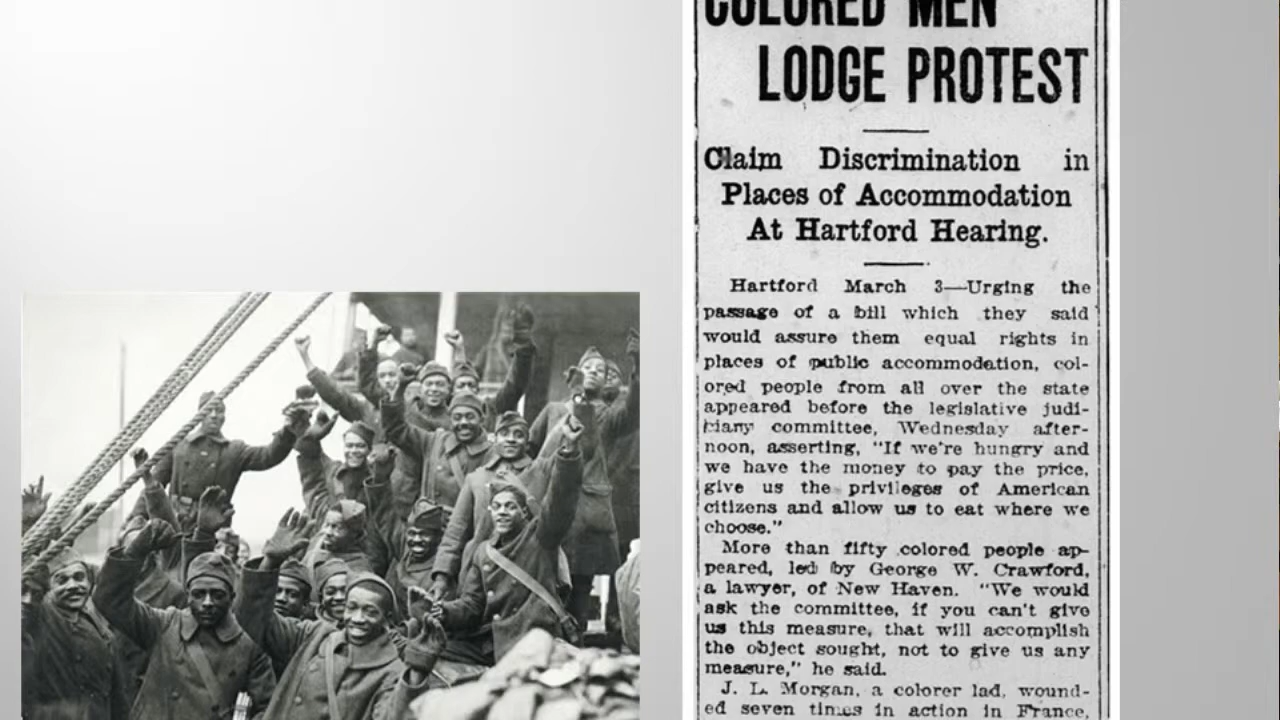 COLORED MEN
LODGE PROTEST
Claim Discrimination in
Places of Accommodation
At Hartford Hearing.
Hartford March 3—Urging the
passage of a bill which they said
would assure them equal rights in
places of public accommodation, col-
ored people from all over the state
appeared before the legislative judi-
ciary committee, Wednesday after-
noon, asserting, "If we're hungry and
we have the money to pay the price,
give us the privileges of American
citizens and allow us to eat where we
choose."
More than fifty colored people ap-
peared, led by George W. Crawford,
a lawyer, of New Haven. "We would
ask the committee, if you can't give
us this measure, that will accomplish
the object sought, not to give us any
measure," he said.
J. L. Morgan, a colorer lad, wound-
ed seven times in action in France,